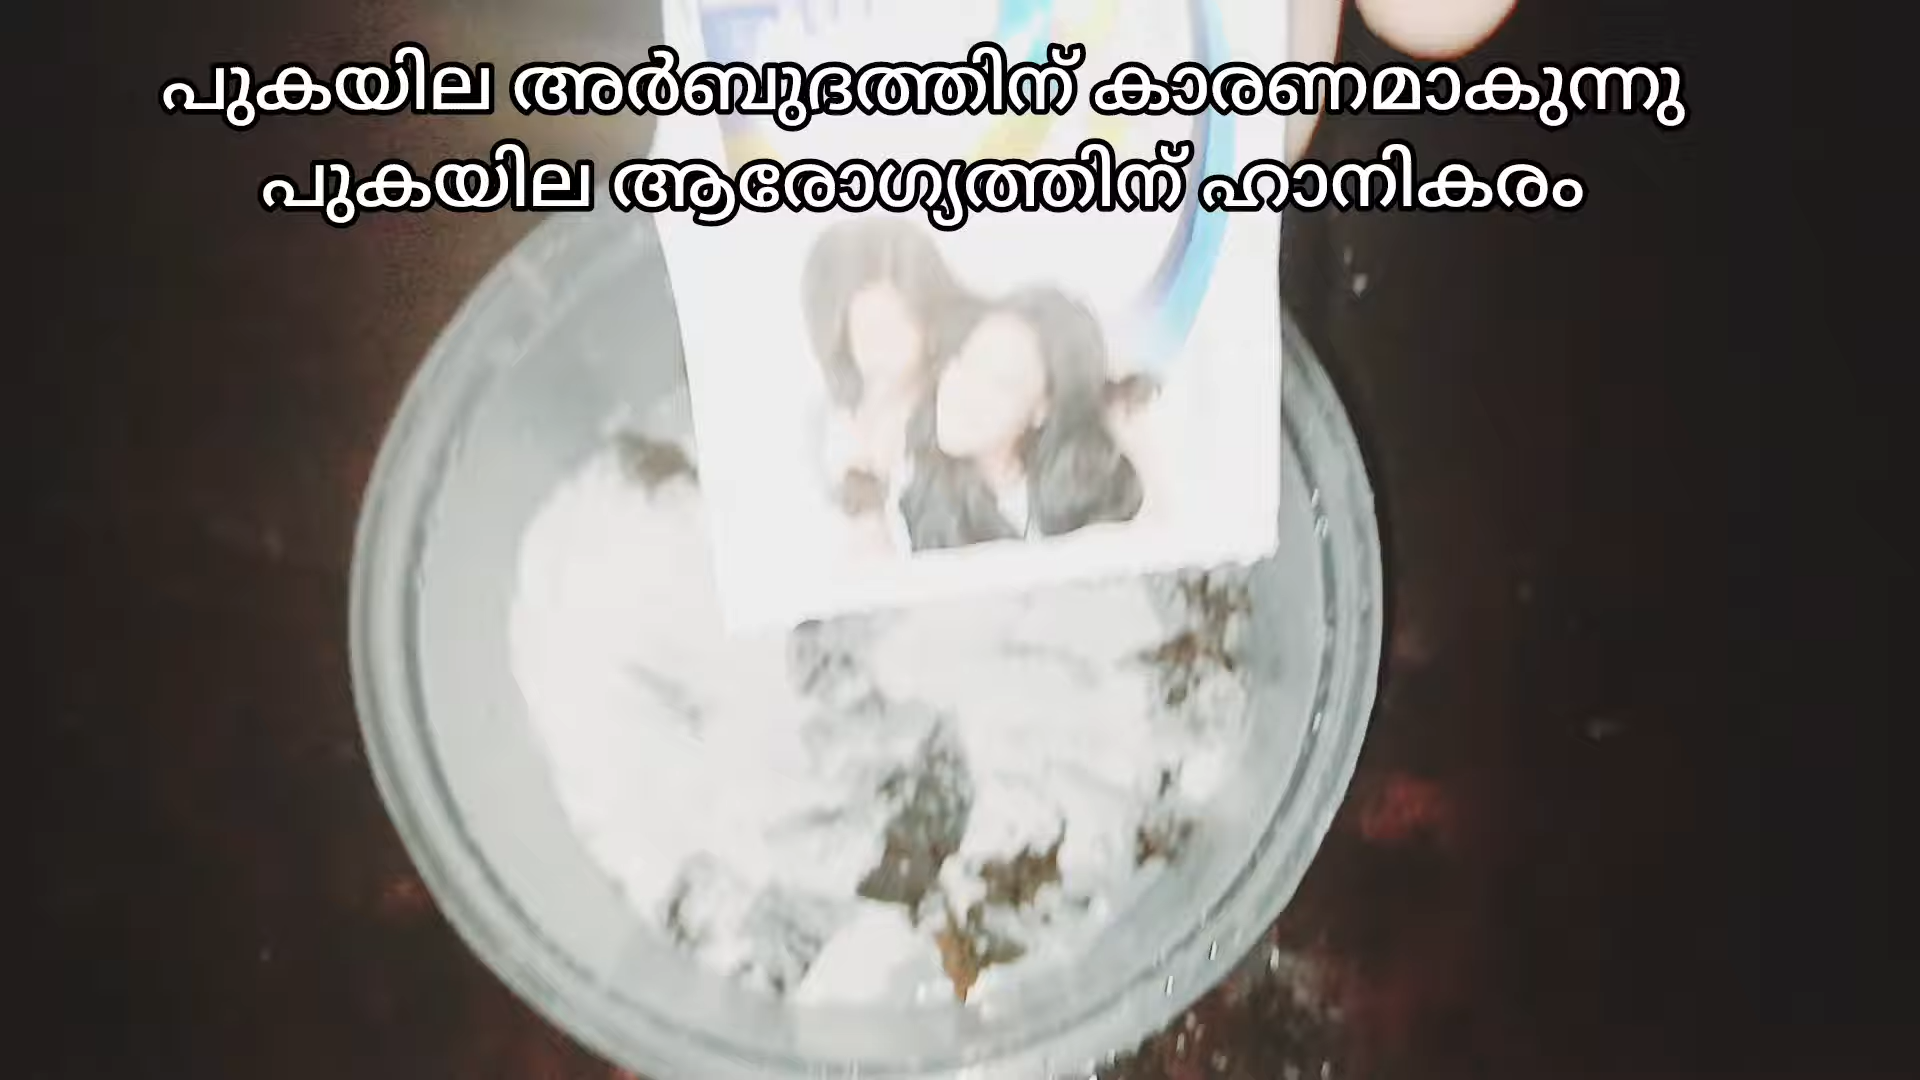 പുകയില അർബുദത്തിന് കാരണമാകുന്നു
പുകയില ആരോഗ്യത്തിന് ഹാനികരം